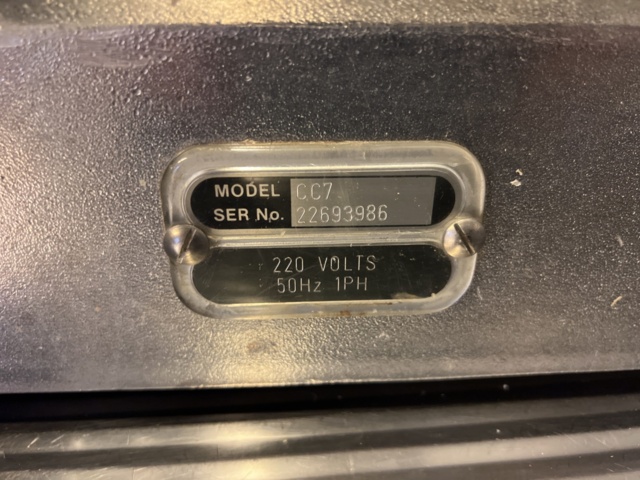 MODEL CC7
SER No. 22693986
220 VOLTS
50Hz 1PH